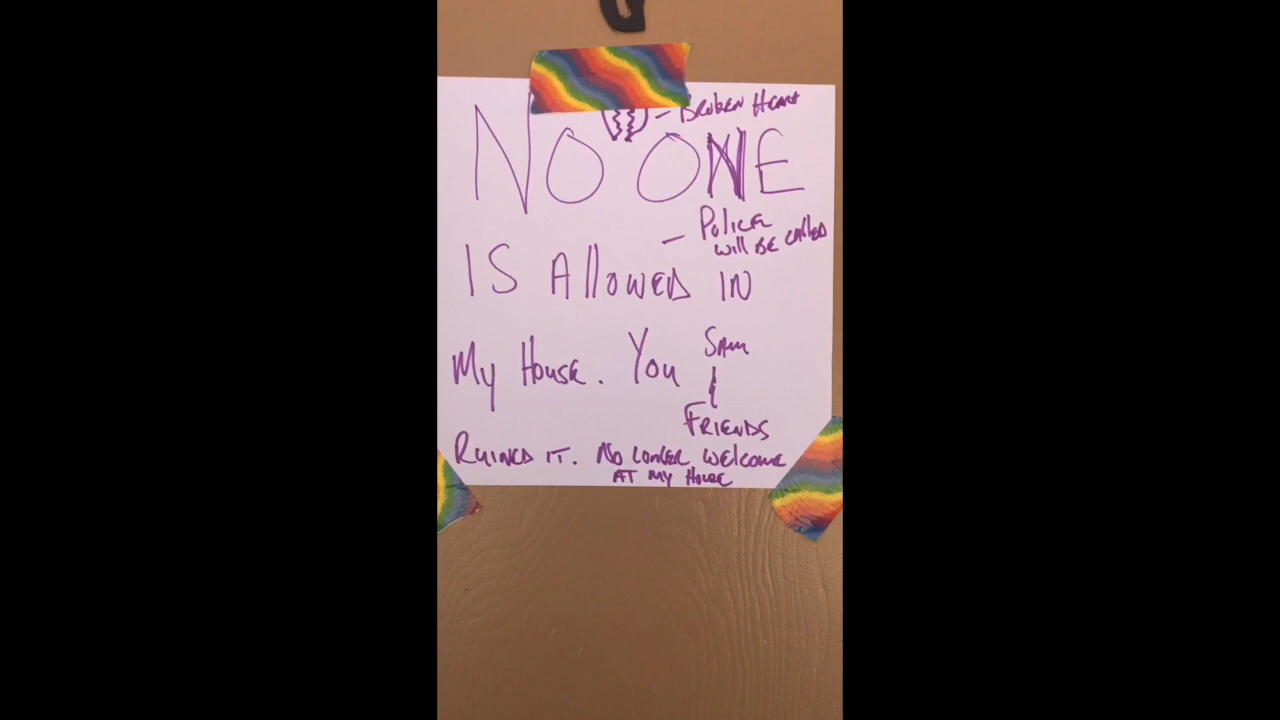 - Broken Heart
NO ONE
- Police
will be called
IS Allowed IN
My House. You Sam
&
Friends
Ruined it. No longer welcome
at my house